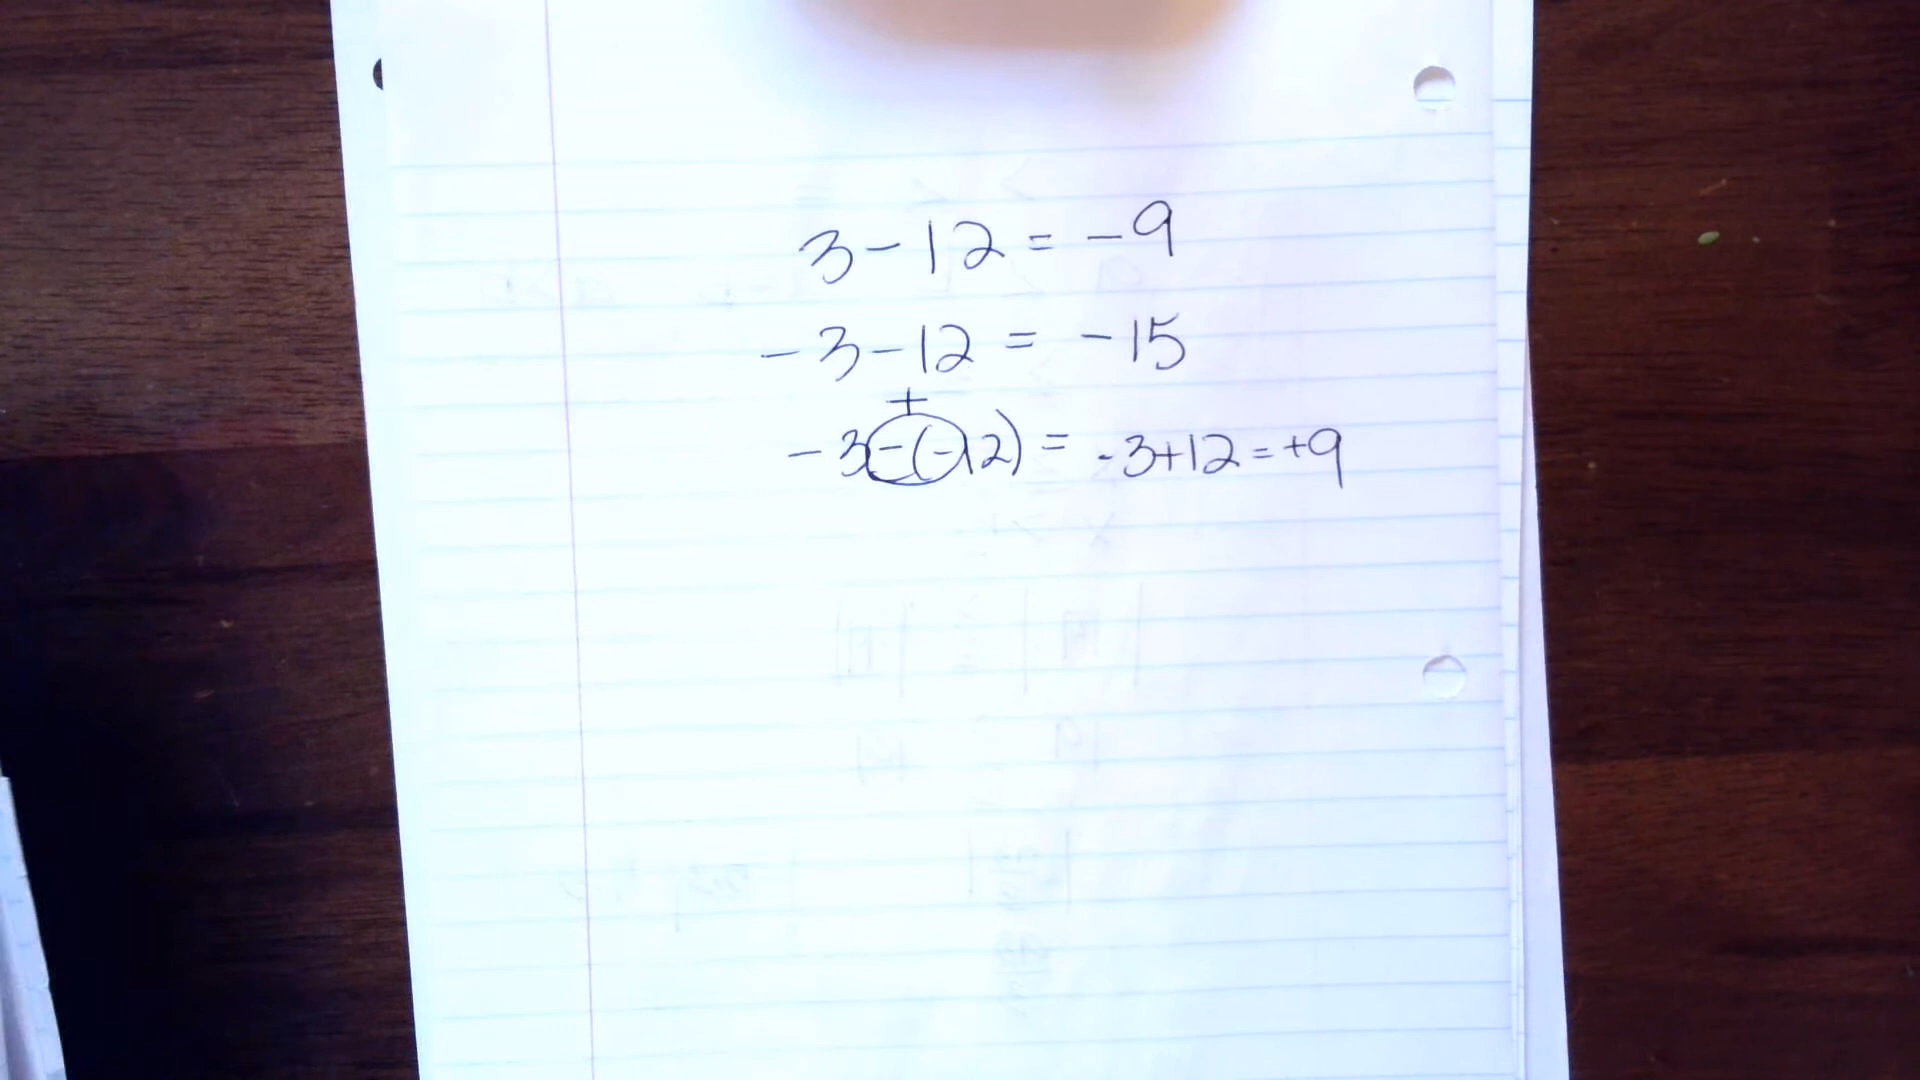 3 - 12 = -9
-3 - 12 = -15
+
-3 - (-12) = -3+12 = +9